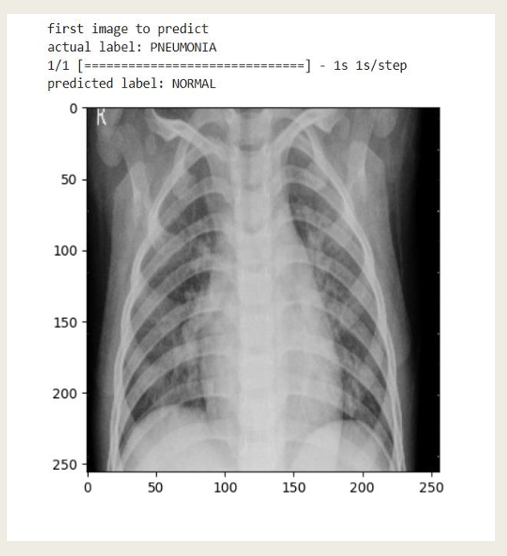 first image to predict
actual label: PNEUMONIA
1/1 [==============================] - 1s 1s/step
predicted label: NORMAL
R
0
50
100
150
200
250
0 50 100 150 200 250